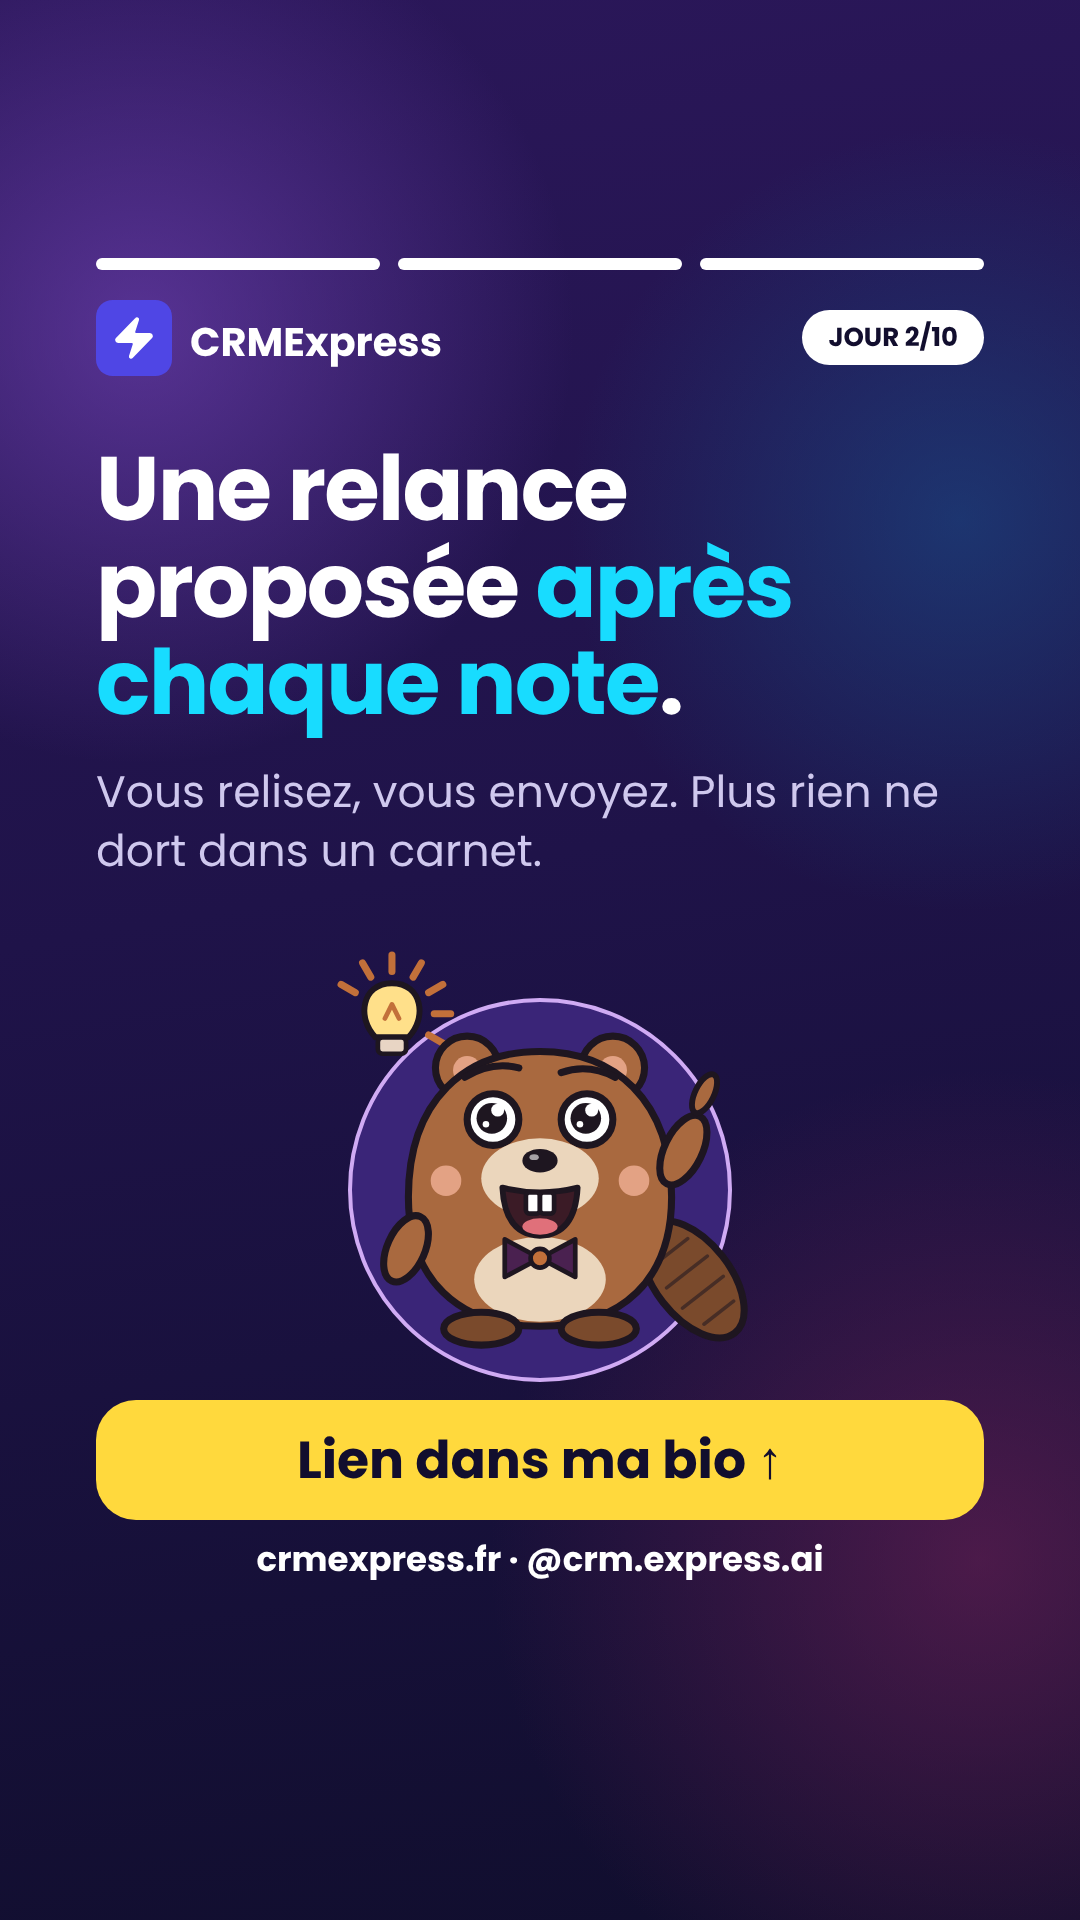 CRMExpress
JOUR 2/10
Une relance
proposée après
chaque note.
Vous relisez, vous envoyez. Plus rien ne
dort dans un carnet.
Lien dans ma bio ↑
crmexpress.fr · @crm.express.ai